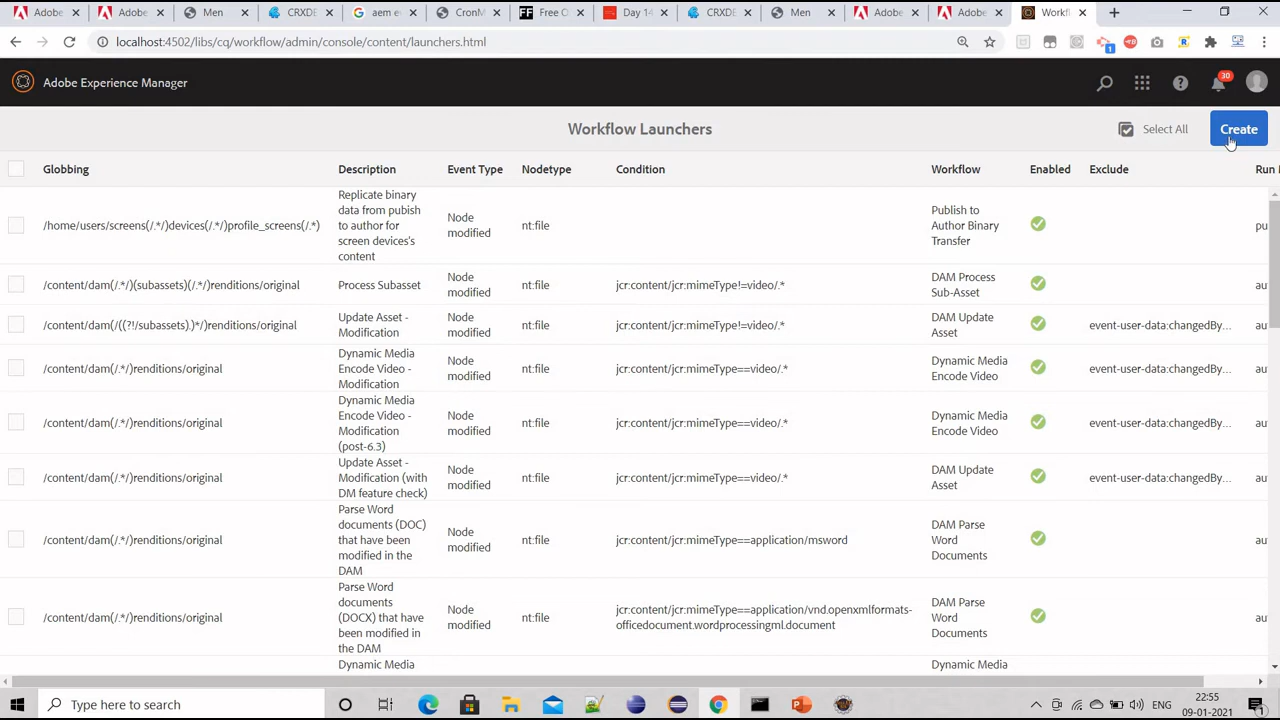 Adobe
Adobe
Men
CRXDE
aem e
CronM
Free O
Day 14
CRXDE
Men
Adobe
Adobe
Workfl
localhost:4502/libs/cq/workflow/admin/console/content/launchers.html
1
Adobe Experience Manager
30
Workflow Launchers
Select All
Create
Globbing Description Event Type Nodetype Condition Workflow Enabled Exclude Run
/home/users/screens(/.*/)devices(/.*/)profile_screens(/.*)
Replicate binary
data from pubish
to author for
screen devices's
content
Node
modified
nt:file
Publish to
Author Binary
Transfer
pu
/content/dam(/.*/)(subassets)(/.*/)renditions/original
Process Subasset
Node
modified
nt:file
jcr:content/jcr:mimeType!=video/.*
DAM Process
Sub-Asset
au
/content/dam(/((?!/subassets).)*/)renditions/original
Update Asset -
Modification
Node
modified
nt:file
jcr:content/jcr:mimeType!=video/.*
DAM Update
Asset
event-user-data:changedBy...
au
/content/dam(/.*/)renditions/original
Dynamic Media
Encode Video -
Modification
Node
modified
nt:file
jcr:content/jcr:mimeType==video/.*
Dynamic Media
Encode Video
event-user-data:changedBy...
au
/content/dam(/.*/)renditions/original
Dynamic Media
Encode Video -
Modification
(post-6.3)
Node
modified
nt:file
jcr:content/jcr:mimeType==video/.*
Dynamic Media
Encode Video
event-user-data:changedBy...
au
/content/dam(/.*/)renditions/original
Update Asset -
Modification (with
DM feature check)
Node
modified
nt:file
jcr:content/jcr:mimeType==video/.*
DAM Update
Asset
event-user-data:changedBy...
au
/content/dam(/.*/)renditions/original
Parse Word
documents (DOC)
that have been
modified in the
DAM
Node
modified
nt:file
jcr:content/jcr:mimeType==application/msword
DAM Parse
Word
Documents
au
/content/dam(/.*/)renditions/original
Parse Word
documents
(DOCX) that have
been modified in
the DAM
Node
modified
nt:file
jcr:content/jcr:mimeType==application/vnd.openxmlformats-
officedocument.wordprocessingml.document
DAM Parse
Word
Documents
au
Dynamic Media
Dynamic Media
Type here to search
ENG
22:55
09-01-2021
1